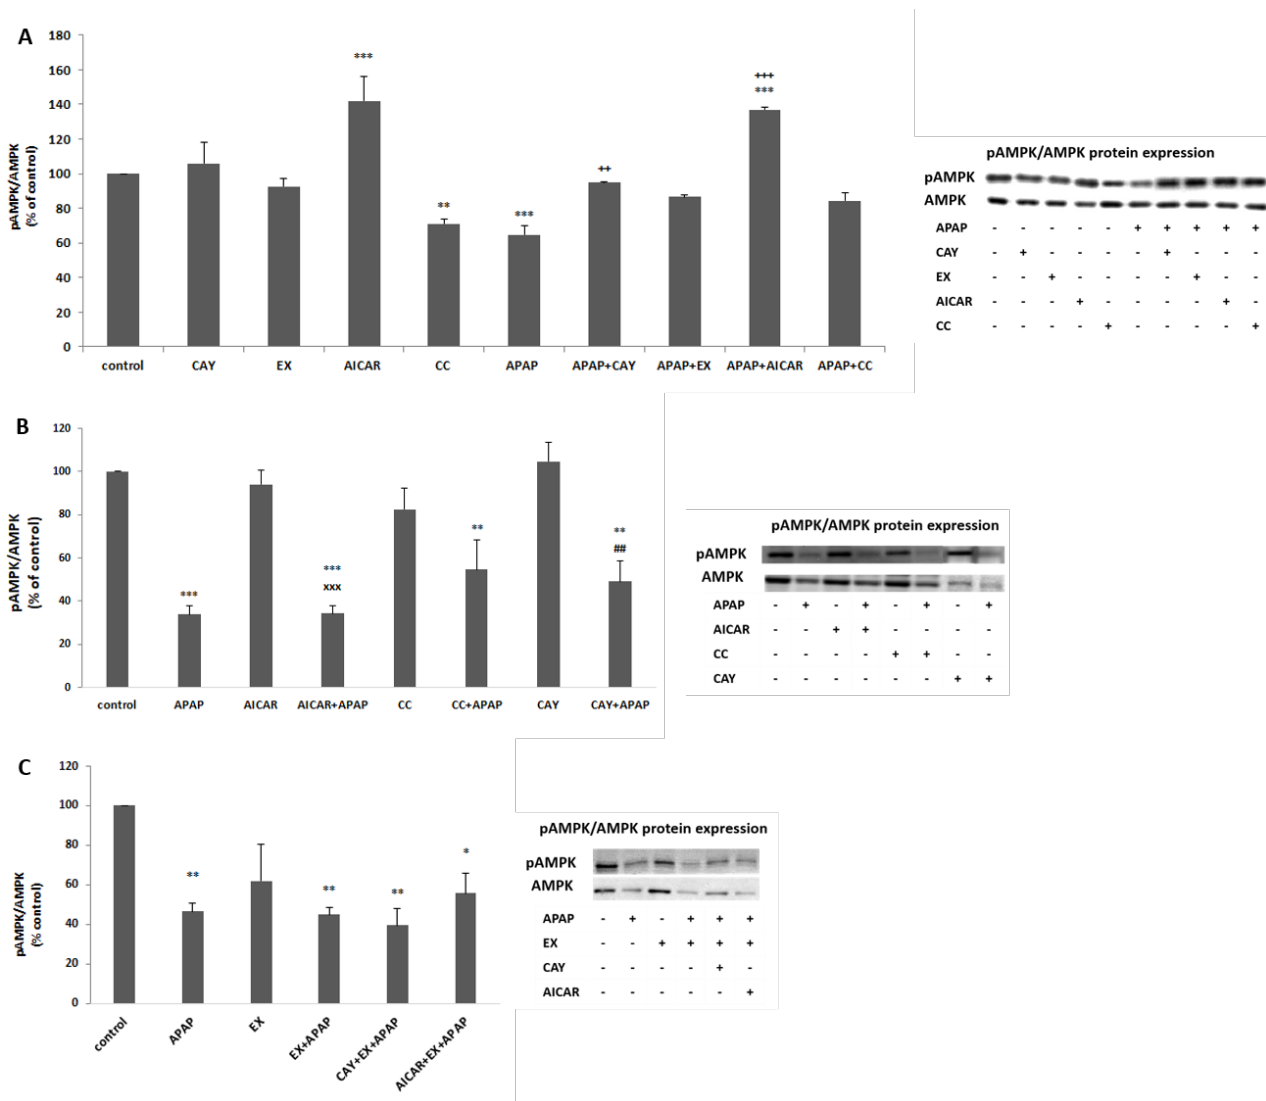 A
pAMPK/AMPK
(% of control)
180
160
140
120
100
80
60
40
20
0
***
**
***
++
+++
***
control CAY EX AICAR CC APAP APAP+CAY APAP+EX APAP+AICAR APAP+CC
pAMPK/AMPK protein expression
pAMPK
AMPK
APAP - - - - - + + + + +
CAY - + - - - - + - - -
EX - - + - - - - + - -
AICAR - - - + - - - - + -
CC - - - - + - - - - +
B
pAMPK/AMPK
(% of control)
120
100
80
60
40
20
0
***
***
xxx
**
**
##
control APAP AICAR AICAR+APAP CC CC+APAP CAY CAY+APAP
pAMPK/AMPK protein expression
pAMPK
AMPK
APAP - + - + - + - +
AICAR - - + + - - - -
CC - - - - + + - -
CAY - - - - - - + +
C
pAMPK/AMPK
(% control)
120
100
80
60
40
20
0
**
**
**
*
control APAP EX EX+APAP CAY+EX+APAP AICAR+EX+APAP
pAMPK/AMPK protein expression
pAMPK
AMPK
APAP - + - + + +
EX - - + + + +
CAY - - - - + -
AICAR - - - - - +